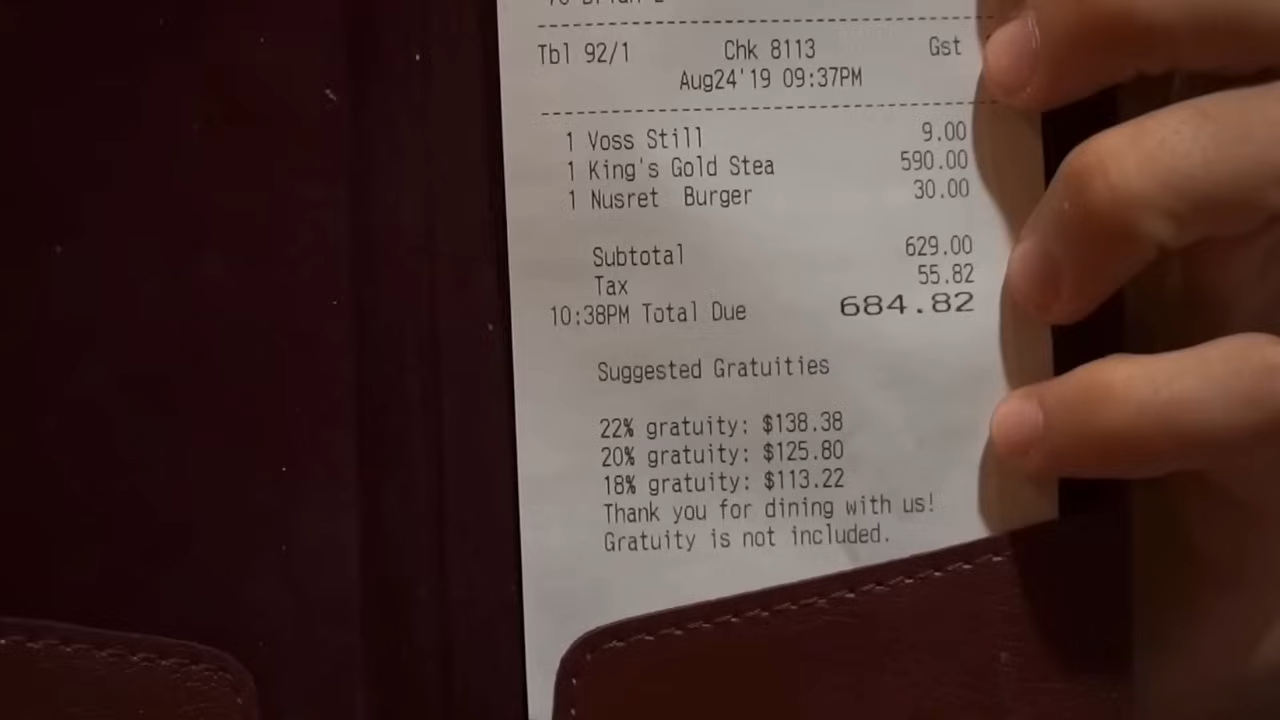 Tbl 92/1 Chk 8113 Gst
Aug24'19 09:37PM
1 Voss Still 9.00
1 King's Gold Stea 590.00
1 Nusret Burger 30.00
Subtotal 629.00
Tax 55.82
10:38PM Total Due 684.82
Suggested Gratuities
22% gratuity: $138.38
20% gratuity: $125.80
18% gratuity: $113.22
Thank you for dining with us!
Gratuity is not included.